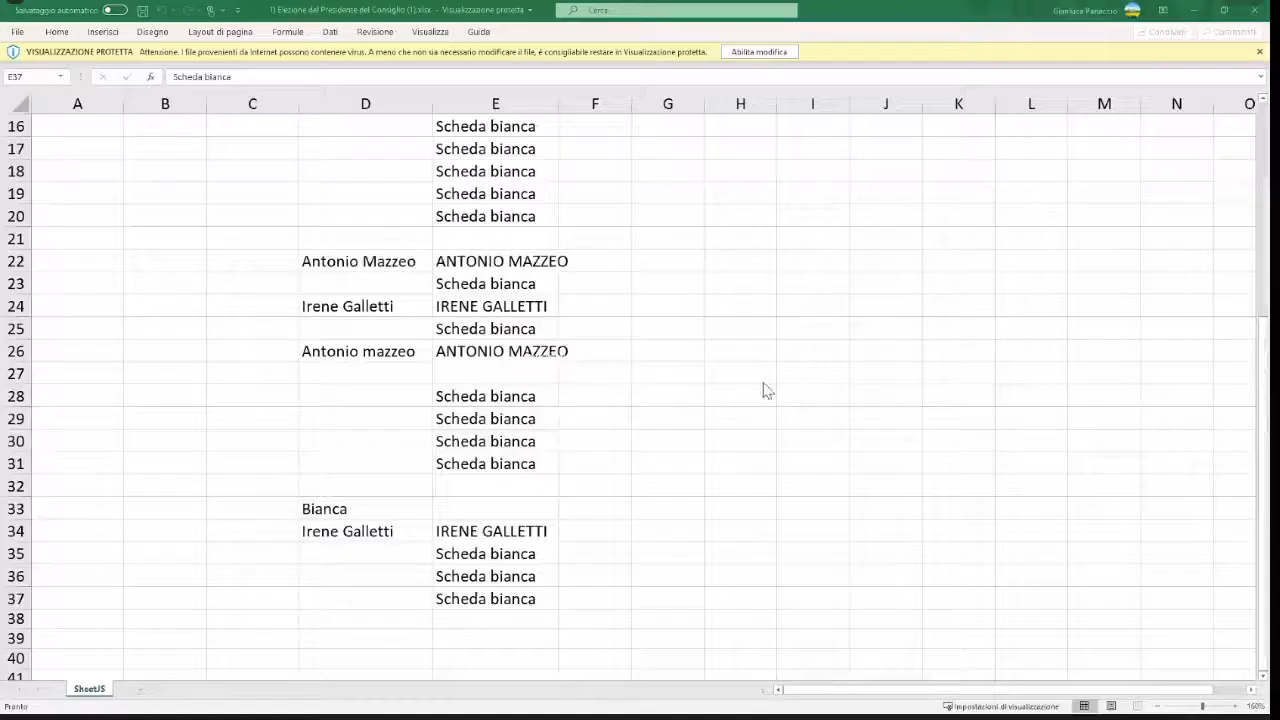 Salvataggio automatico
1) Elezione del Presidente del Consiglio (1).xlsx - Visualizzazione protetta
Cerca
Gianluca
File Home Inserisci Disegno Layout di pagina Formule Dati Revisione Visualizza Guida Condividi Commenti
VISUALIZZAZIONE PROTETTA Attenzione. I file provenienti da Internet possono contenere virus. A meno che non sia necessario modificare il file, è consigliabile restare in Visualizzazione protetta. Abilita modifica
E37 fx Scheda bianca
A B C D E F G H I J K L M N O
16 Scheda bianca
17 Scheda bianca
18 Scheda bianca
19 Scheda bianca
20 Scheda bianca
21
22 Antonio Mazzeo ANTONIO MAZZEO
23 Scheda bianca
24 Irene Galletti IRENE GALLETTI
25 Scheda bianca
26 Antonio mazzeo ANTONIO MAZZEO
27
28 Scheda bianca
29 Scheda bianca
30 Scheda bianca
31 Scheda bianca
32
33 Bianca
34 Irene Galletti IRENE GALLETTI
35 Scheda bianca
36 Scheda bianca
37 Scheda bianca
38
39
40
41
SheetJS
Pronto Impostazioni di visualizzazione 160%